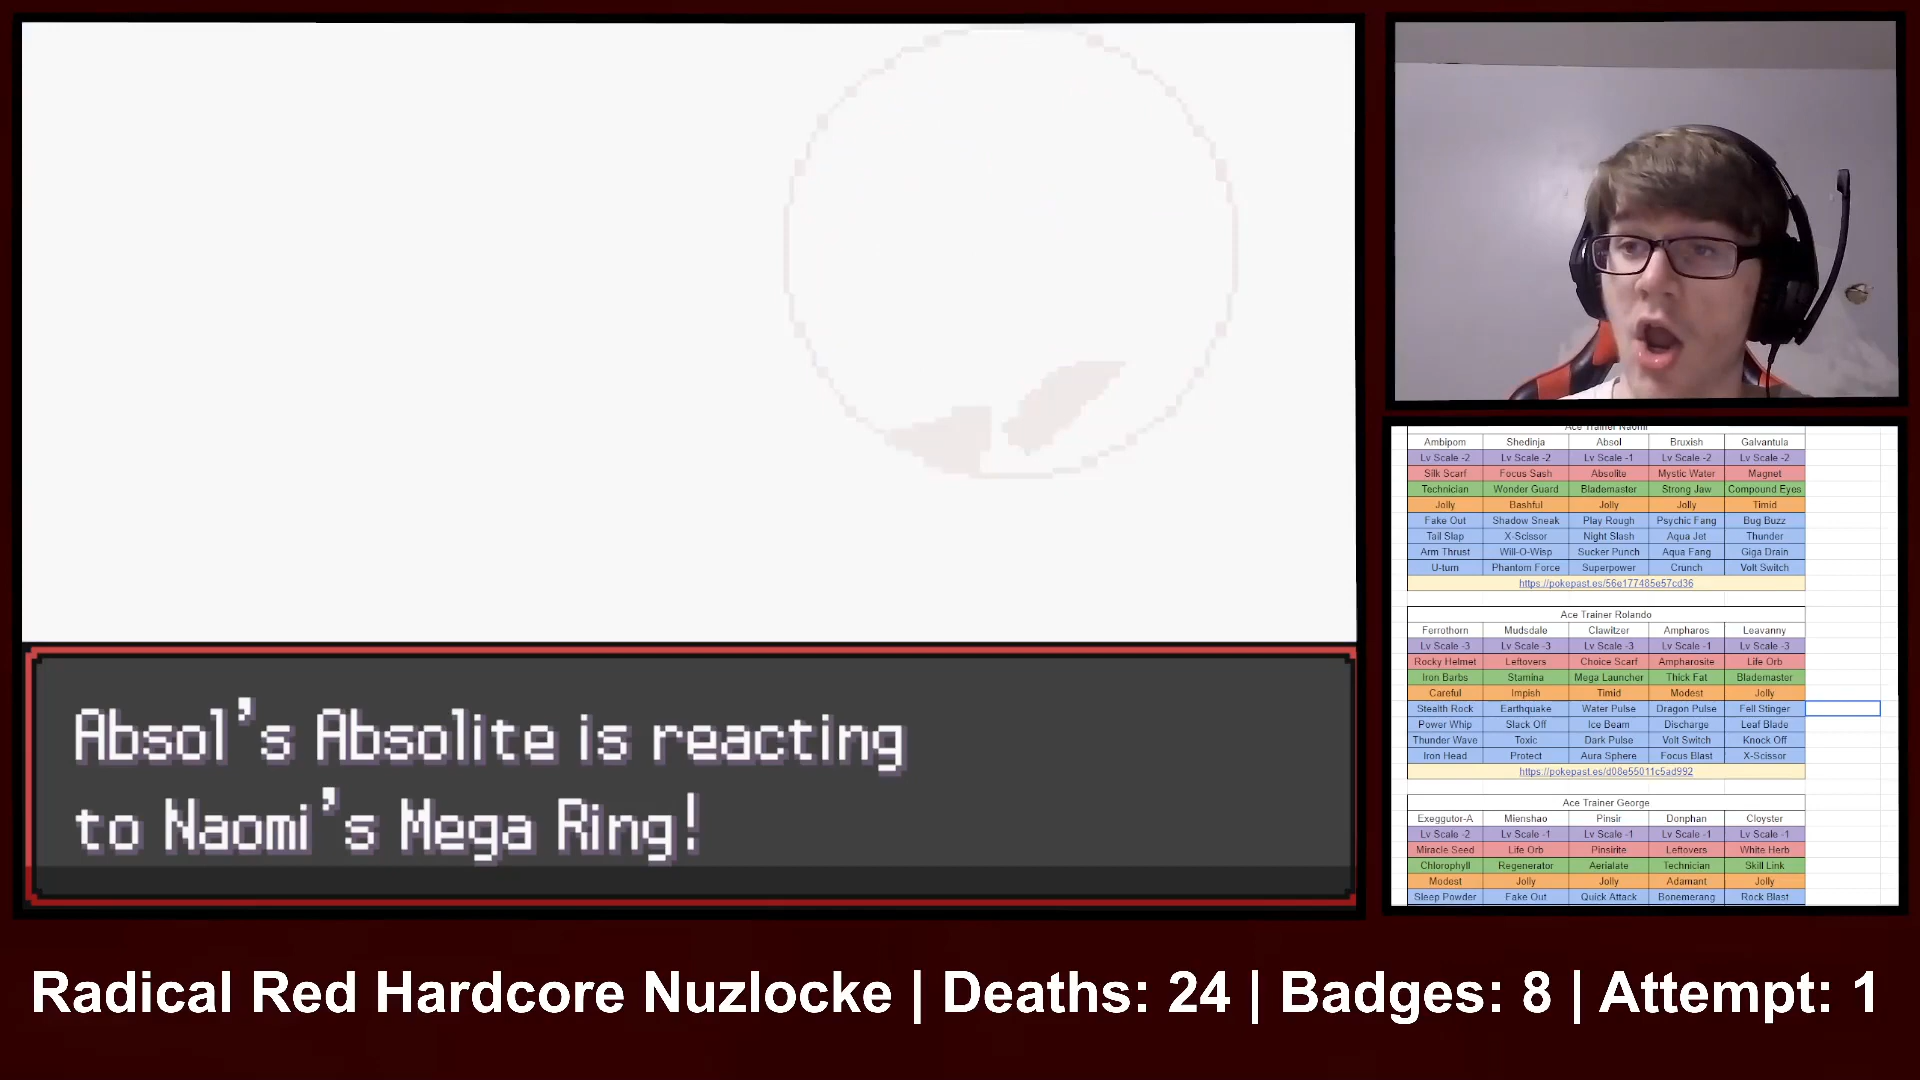 Absol's Absolite is reacting
to Naomi's Mega Ring!
Ace Trainer Naomi
Ambipom Shedinja Absol Bruxish Galvantula
Lv Scale -2 Lv Scale -2 Lv Scale -1 Lv Scale -2 Lv Scale -2
Silk Scarf Focus Sash Absolite Mystic Water Magnet
Technician Wonder Guard Blademaster Strong Jaw Compound Eyes
Jolly Bashful Jolly Jolly Timid
Fake Out Shadow Sneak Play Rough Psychic Fang Bug Buzz
Tail Slap X-Scissor Night Slash Aqua Jet Thunder
Arm Thrust Will-O-Wisp Sucker Punch Aqua Fang Giga Drain
U-turn Phantom Force Superpower Crunch Volt Switch
https://pokepast.es/56e177485e57cd36
Ace Trainer Rolando
Ferrothorn Mudsdale Clawitzer Ampharos Leavanny
Lv Scale -3 Lv Scale -3 Lv Scale -3 Lv Scale -1 Lv Scale -3
Rocky Helmet Leftovers Choice Scarf Ampharosite Life Orb
Iron Barbs Stamina Mega Launcher Thick Fat Blademaster
Careful Impish Timid Modest Jolly
Stealth Rock Earthquake Water Pulse Dragon Pulse Fell Stinger
Power Whip Slack Off Ice Beam Discharge Leaf Blade
Thunder Wave Toxic Dark Pulse Volt Switch Knock Off
Iron Head Protect Aura Sphere Focus Blast X-Scissor
https://pokepast.es/d08e55011c5ad992
Ace Trainer George
Exeggutor-A Mienshao Pinsir Donphan Cloyster
Lv Scale -2 Lv Scale -1 Lv Scale -1 Lv Scale -1 Lv Scale -1
Miracle Seed Life Orb Pinsirite Leftovers White Herb
Chlorophyll Regenerator Aerialate Technician Skill Link
Modest Jolly Jolly Adamant Jolly
Sleep Powder Fake Out Quick Attack Bonemerang Rock Blast
Radical Red Hardcore Nuzlocke | Deaths: 24 | Badges: 8 | Attempt: 1